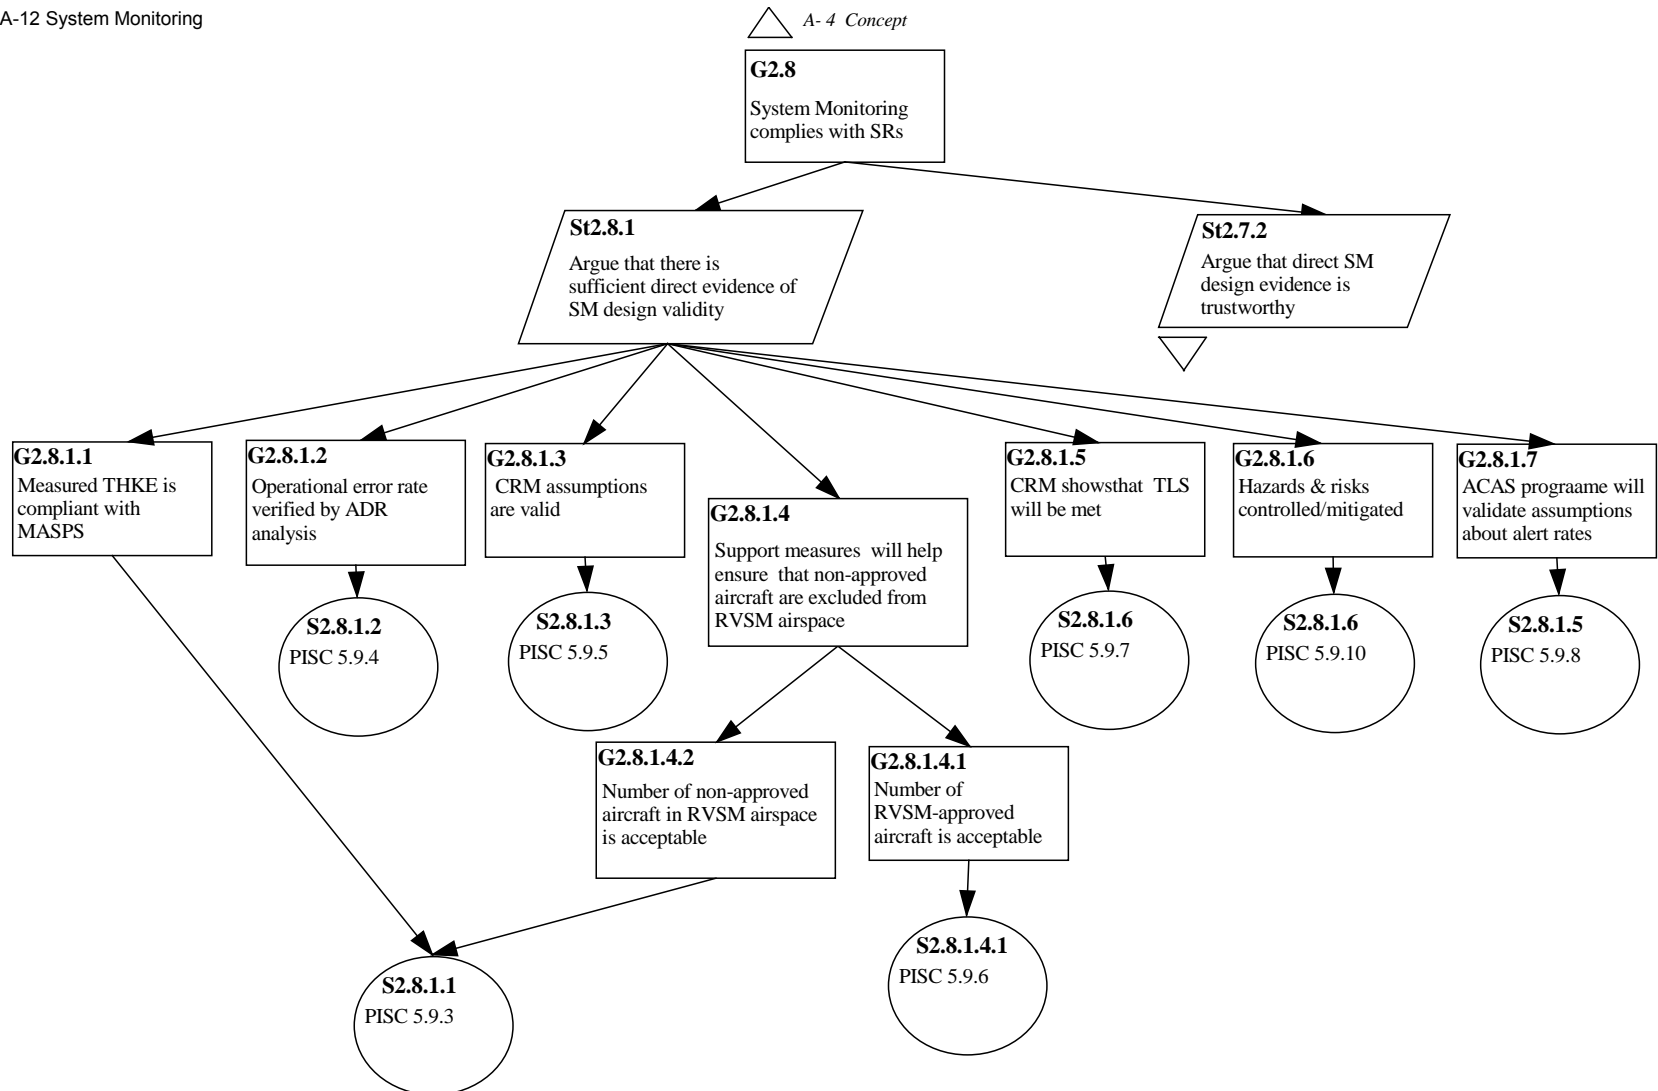 A-12 System Monitoring
A- 4 Concept
G2.8
System Monitoring
complies with SRs
St2.8.1
Argue that there is
sufficient direct evidence of
SM design validity
St2.7.2
Argue that direct SM
design evidence is
trustworthy
G2.8.1.1
Measured THKE is
compliant with
MASPS
G2.8.1.2
Operational error rate
verified by ADR
analysis
G2.8.1.3
CRM assumptions
are valid
G2.8.1.4
Support measures will help
ensure that non-approved
aircraft are excluded from
RVSM airspace
G2.8.1.5
CRM showsthat TLS
will be met
G2.8.1.6
Hazards & risks
controlled/mitigated
G2.8.1.7
ACAS prograame will
validate assumptions
about alert rates
S2.8.1.2
PISC 5.9.4
S2.8.1.3
PISC 5.9.5
S2.8.1.6
PISC 5.9.7
S2.8.1.6
PISC 5.9.10
S2.8.1.5
PISC 5.9.8
G2.8.1.4.2
Number of non-approved
aircraft in RVSM airspace
is acceptable
G2.8.1.4.1
Number of
RVSM-approved
aircraft is acceptable
S2.8.1.1
PISC 5.9.3
S2.8.1.4.1
PISC 5.9.6